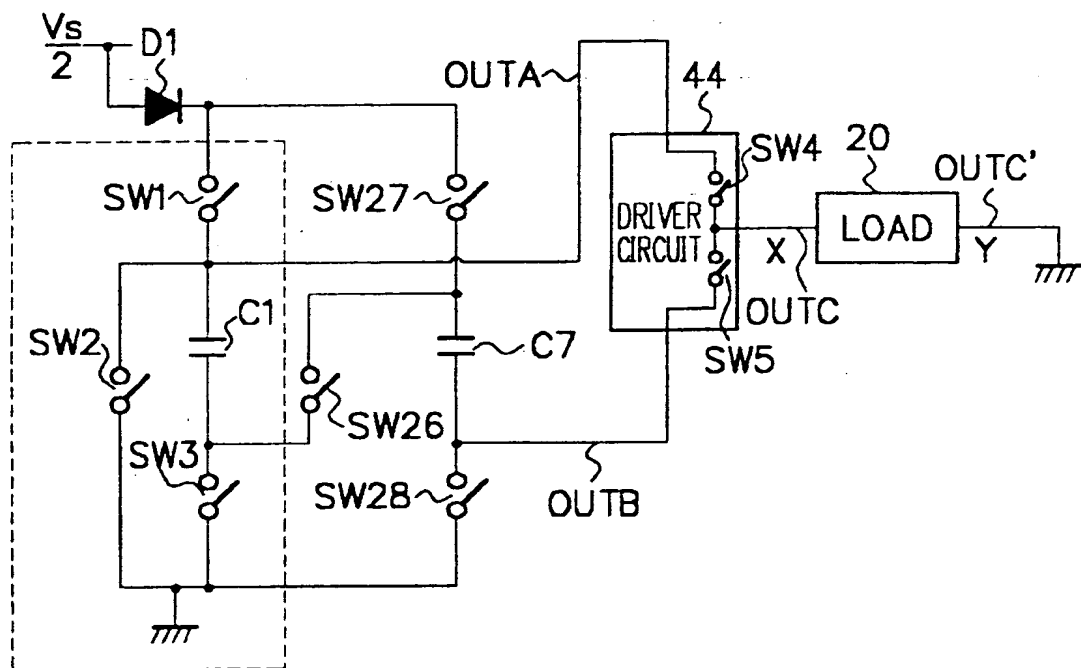 Vs
2
D1
OUTA
44
SW4
20
OUTC'
SW1
SW27
DRIVER
CIRCUIT
LOAD
X
Y
OUTC
C1
C7
SW2
SW5
SW26
SW3
SW28
OUTB